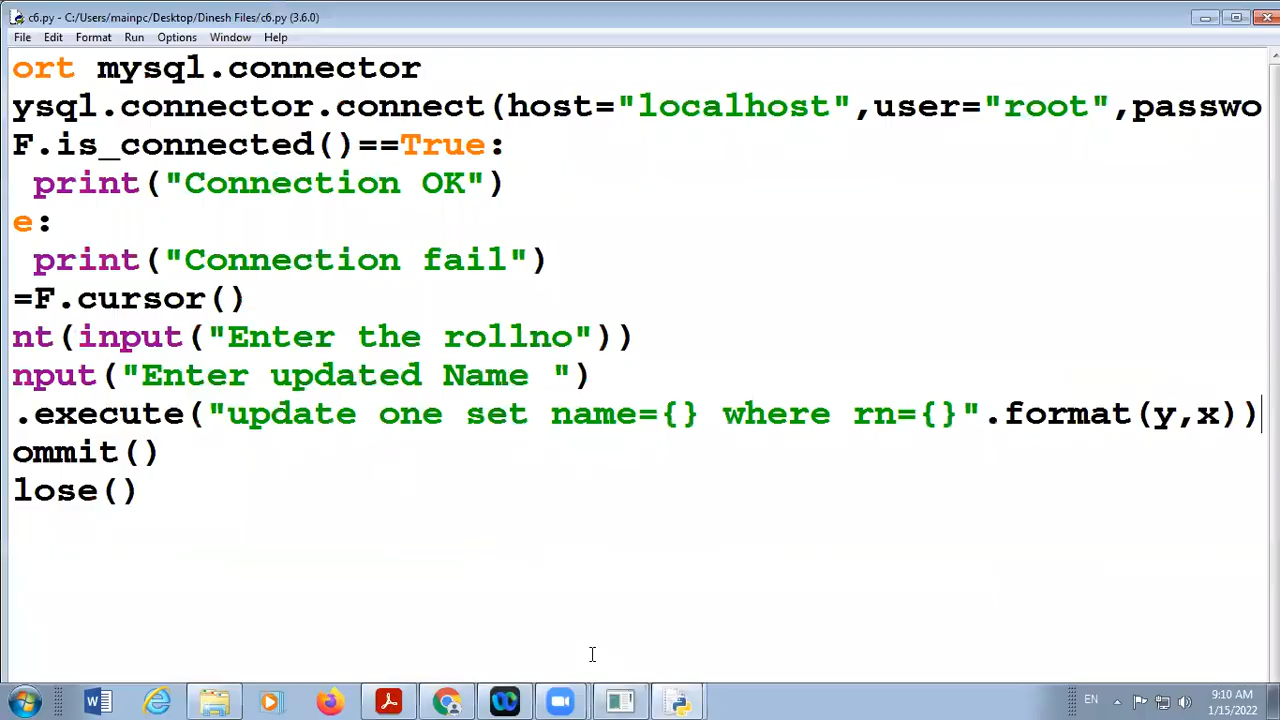 c6.py - C:/Users/mainpc/Desktop/Dinesh Files/c6.py (3.6.0)
File Edit Format Run Options Window Help
ort mysql.connector
ysql.connector.connect(host="localhost",user="root",passwo
F.is_connected()==True:
print("Connection OK")
e:
print("Connection fail")
=F.cursor()
nt(input("Enter the rollno"))
nput("Enter updated Name ")
.execute("update one set name={} where rn={}".format(y,x))
ommit()
lose()
EN
9:10 AM
1/15/2022